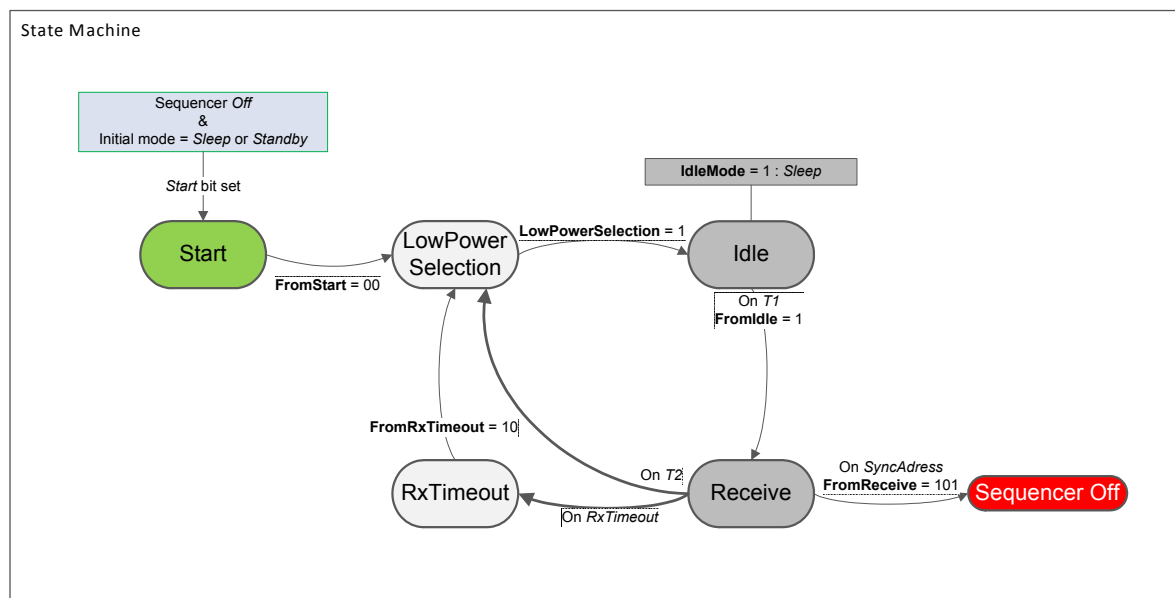 State Machine
Sequencer Off
&
Initial mode = Sleep or Standby
Start bit set
IdleMode = 1 : Sleep
Start
FromStart = 00
LowPower
Selection
LowPowerSelection = 1
Idle
On T1
FromIdle = 1
FromRxTimeout = 10
On T2
RxTimeout
On RxTimeout
Receive
On SyncAdress
FromReceive = 101
Sequencer Off